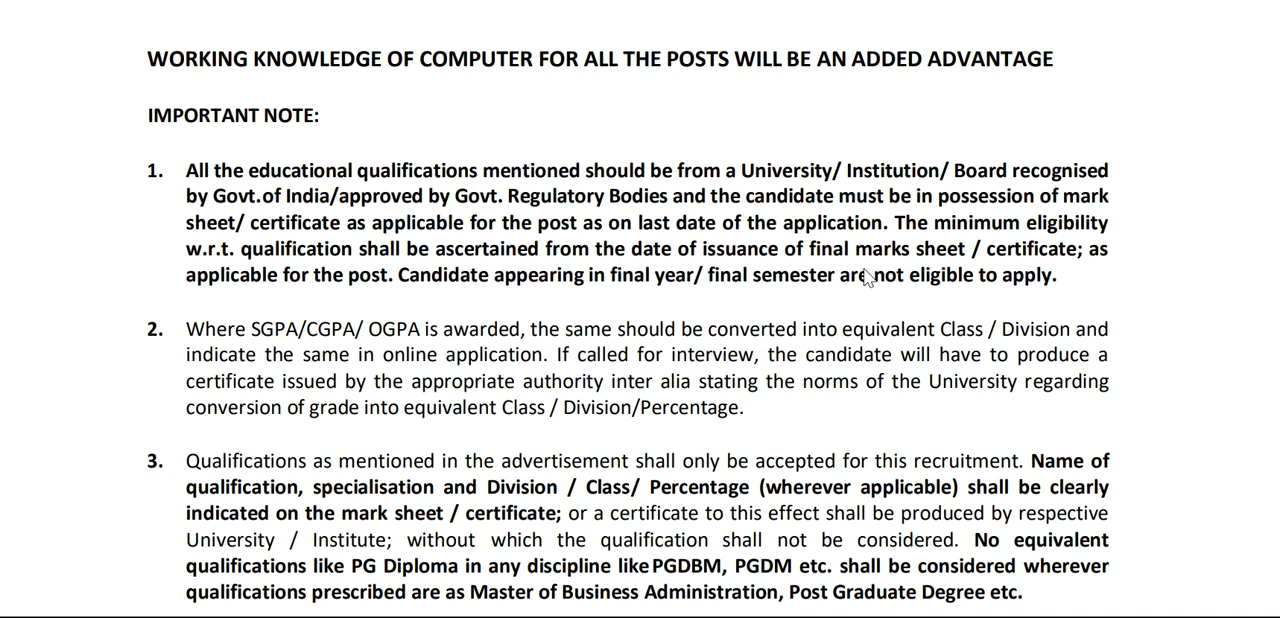 WORKING KNOWLEDGE OF COMPUTER FOR ALL THE POSTS WILL BE AN ADDED ADVANTAGE
IMPORTANT NOTE:
1. All the educational qualifications mentioned should be from a University/ Institution/ Board recognised
by Govt.of India/approved by Govt. Regulatory Bodies and the candidate must be in possession of mark
sheet/ certificate as applicable for the post as on last date of the application. The minimum eligibility
w.r.t. qualification shall be ascertained from the date of issuance of final marks sheet / certificate; as
applicable for the post. Candidate appearing in final year/ final semester are not eligible to apply.
2. Where SGPA/CGPA/ OGPA is awarded, the same should be converted into equivalent Class / Division and
indicate the same in online application. If called for interview, the candidate will have to produce a
certificate issued by the appropriate authority inter alia stating the norms of the University regarding
conversion of grade into equivalent Class / Division/Percentage.
3. Qualifications as mentioned in the advertisement shall only be accepted for this recruitment. Name of
qualification, specialisation and Division / Class/ Percentage (wherever applicable) shall be clearly
indicated on the mark sheet / certificate; or a certificate to this effect shall be produced by respective
University / Institute; without which the qualification shall not be considered. No equivalent
qualifications like PG Diploma in any discipline like PGDBM, PGDM etc. shall be considered wherever
qualifications prescribed are as Master of Business Administration, Post Graduate Degree etc.